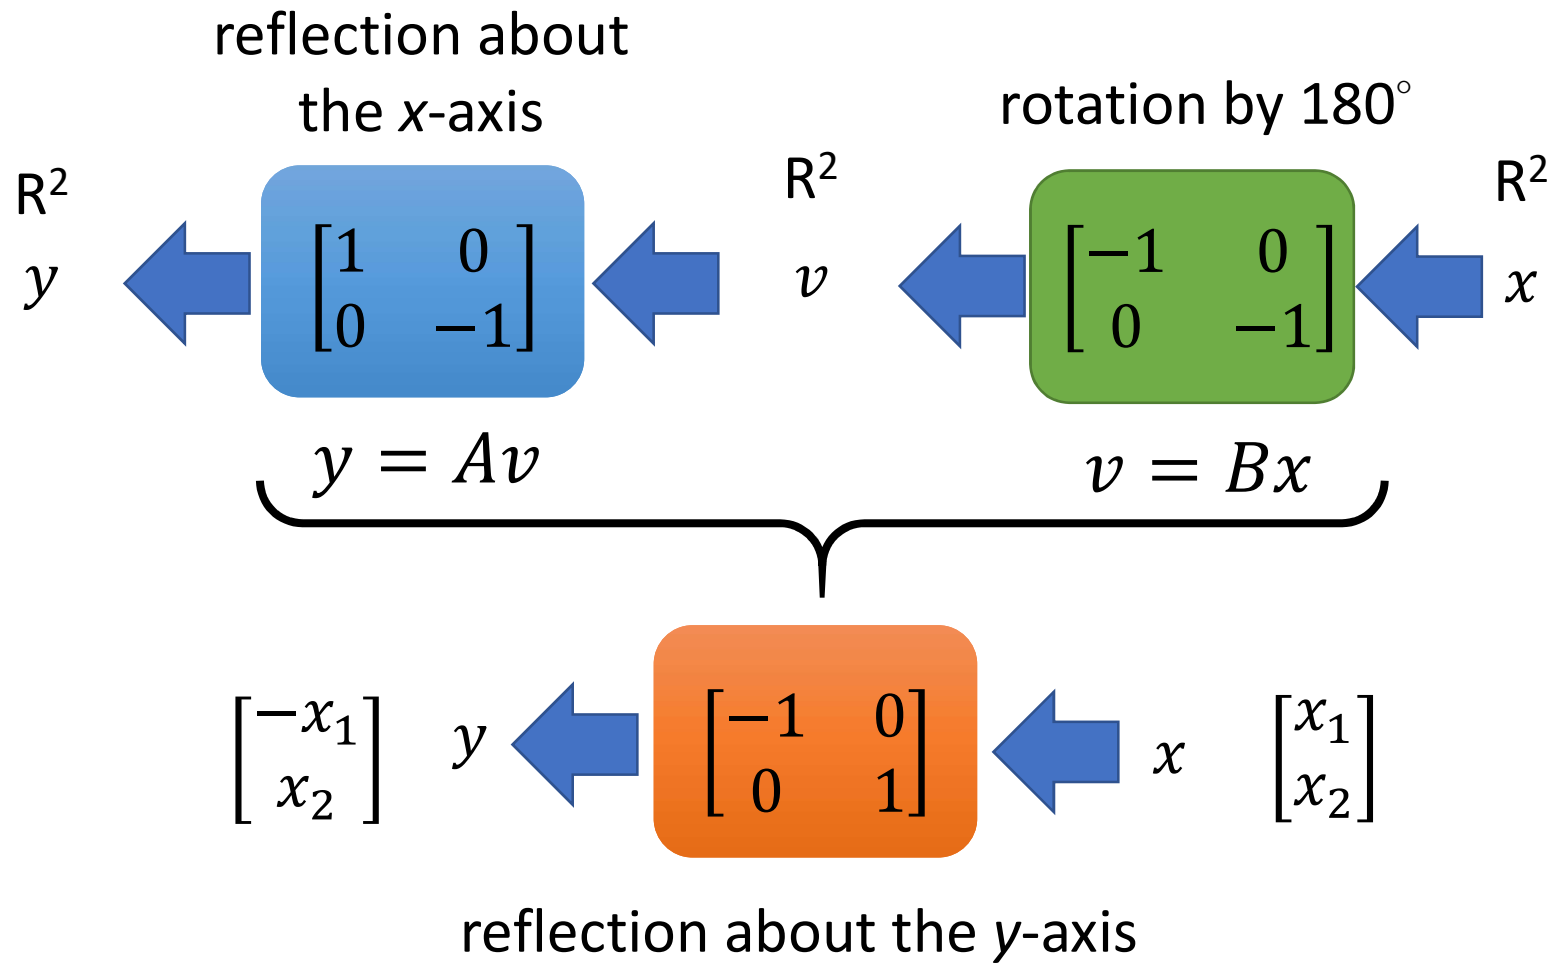 reflection about
the x-axis
rotation by 180°
R² R² R²
y [1 0; 0 −1] v [−1 0; 0 −1] x
y = Av
v = Bx
[−x₁; x₂] y [−1 0; 0 1] x [x₁; x₂]
reflection about the y-axis